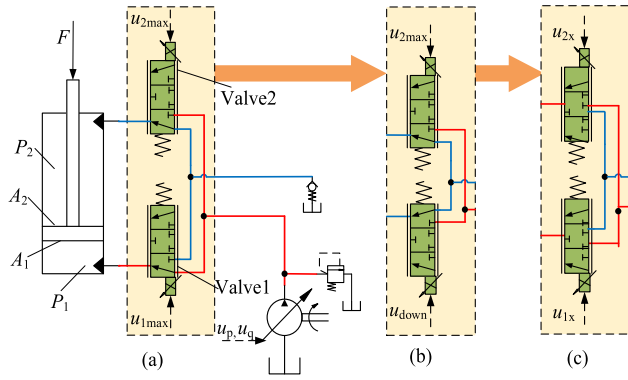 F
u2max
u2max
u2x
Valve2
P2
A2
A1
P1
Valve1
u1max
up,uq
udown
u1x
(a)
(b)
(c)